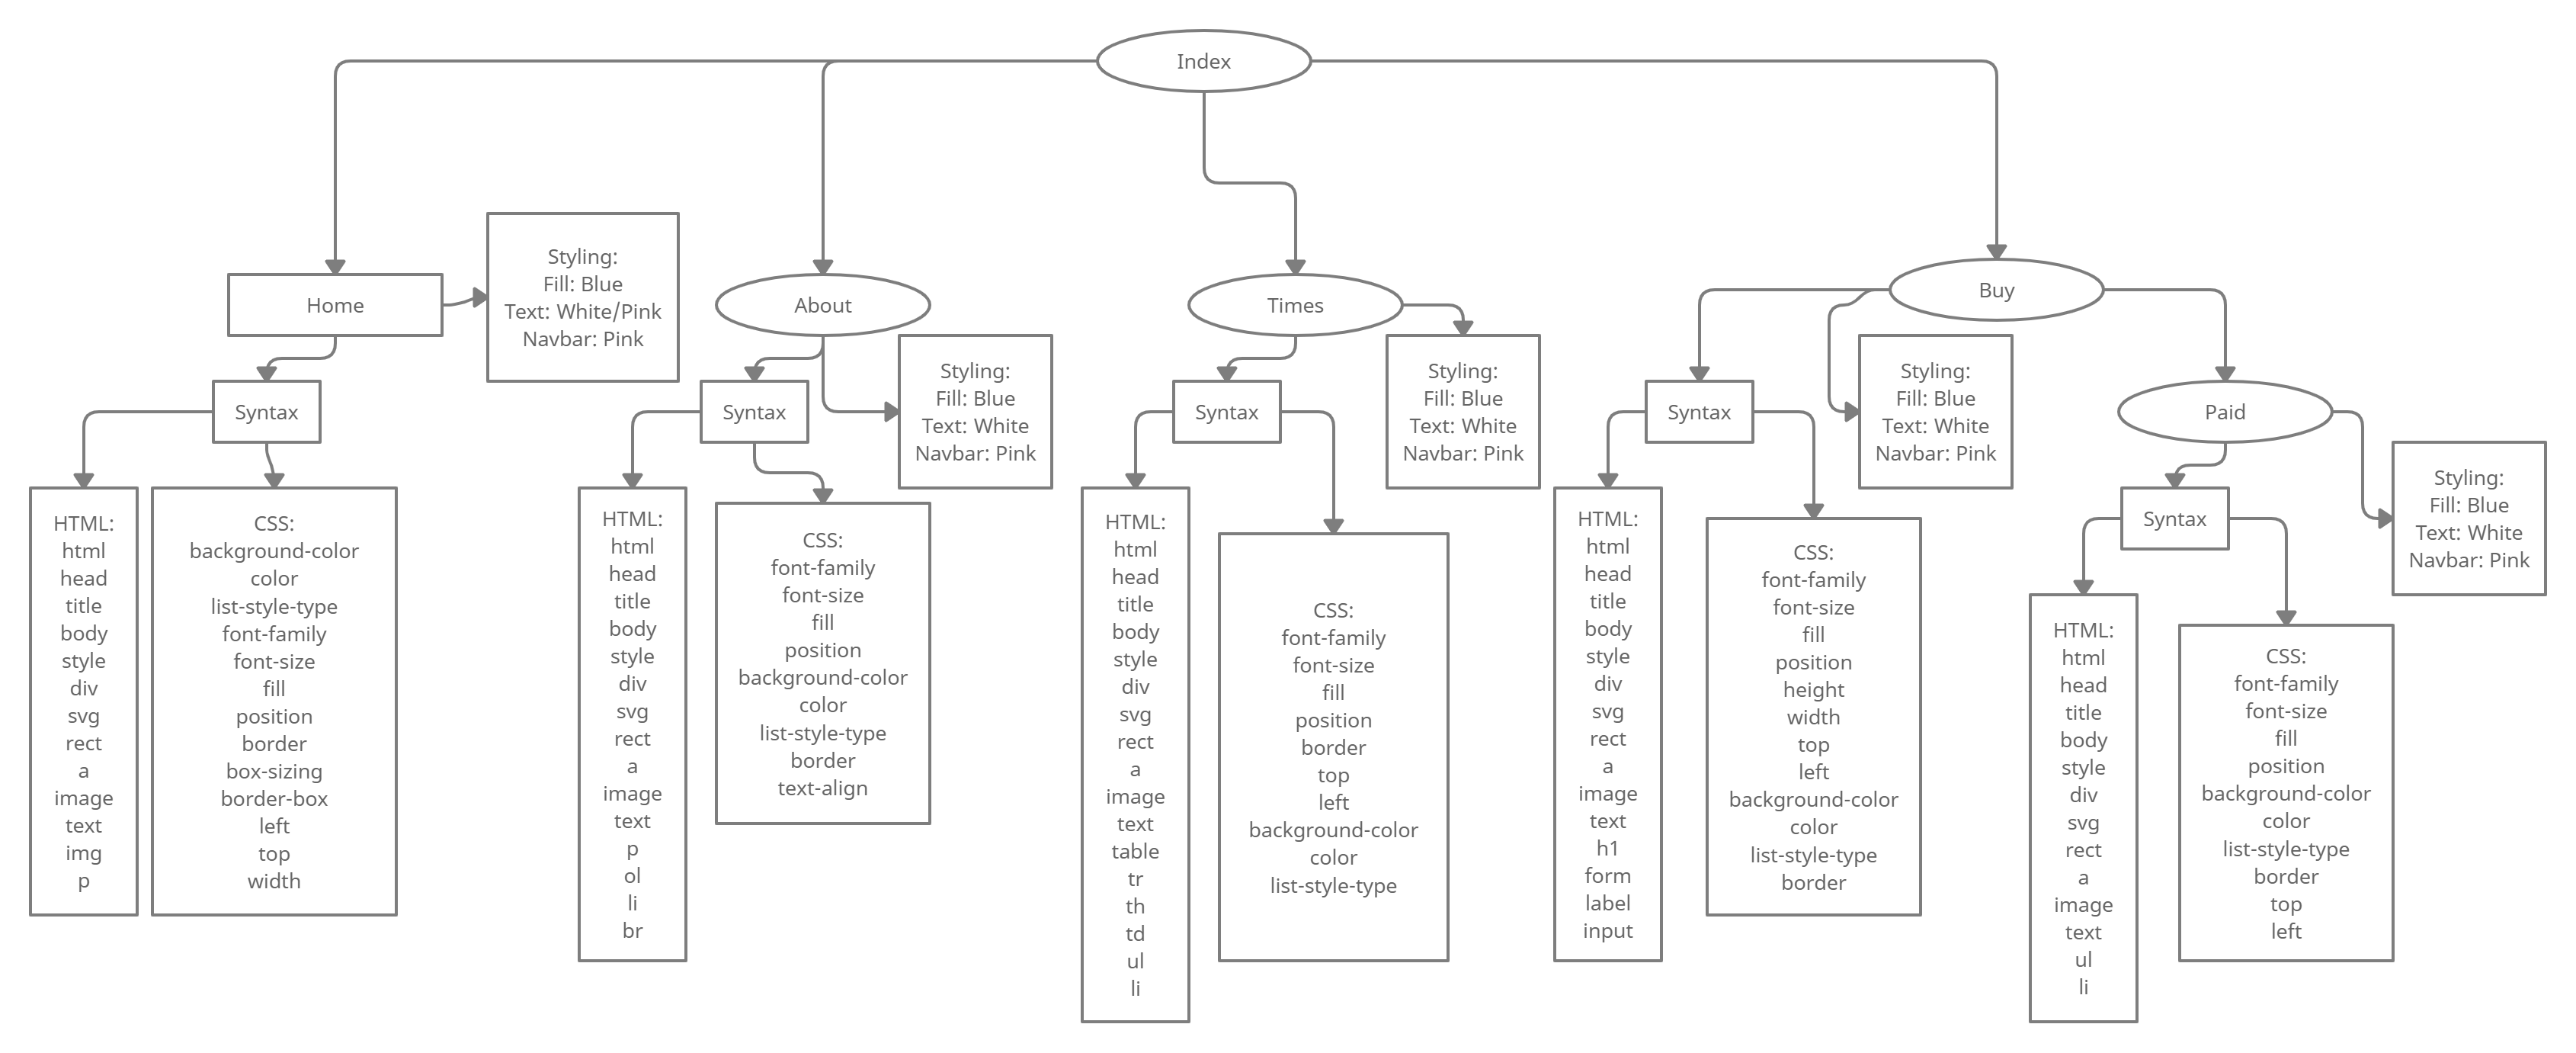 Index
Home
Styling:
Fill: Blue
Text: White/Pink
Navbar: Pink
Syntax
HTML:
html
head
title
body
style
div
svg
rect
a
image
text
img
p
CSS:
background-color
color
list-style-type
font-family
font-size
fill
position
border
box-sizing
border-box
left
top
width
About
Styling:
Fill: Blue
Text: White
Navbar: Pink
Syntax
HTML:
html
head
title
body
style
div
svg
rect
a
image
text
p
ol
li
br
CSS:
font-family
font-size
fill
position
background-color
color
list-style-type
border
text-align
Times
Styling:
Fill: Blue
Text: White
Navbar: Pink
Syntax
HTML:
html
head
title
body
style
div
svg
rect
a
image
text
table
tr
th
td
ul
li
CSS:
font-family
font-size
fill
position
border
top
left
background-color
color
list-style-type
Buy
Styling:
Fill: Blue
Text: White
Navbar: Pink
Syntax
HTML:
html
head
title
body
style
div
svg
rect
a
image
text
h1
form
label
input
CSS:
font-family
font-size
fill
position
height
width
top
left
background-color
color
list-style-type
border
Paid
Styling:
Fill: Blue
Text: White
Navbar: Pink
Syntax
HTML:
html
head
title
body
style
div
svg
rect
a
image
text
ul
li
CSS:
font-family
font-size
fill
position
background-color
color
list-style-type
border
top
left